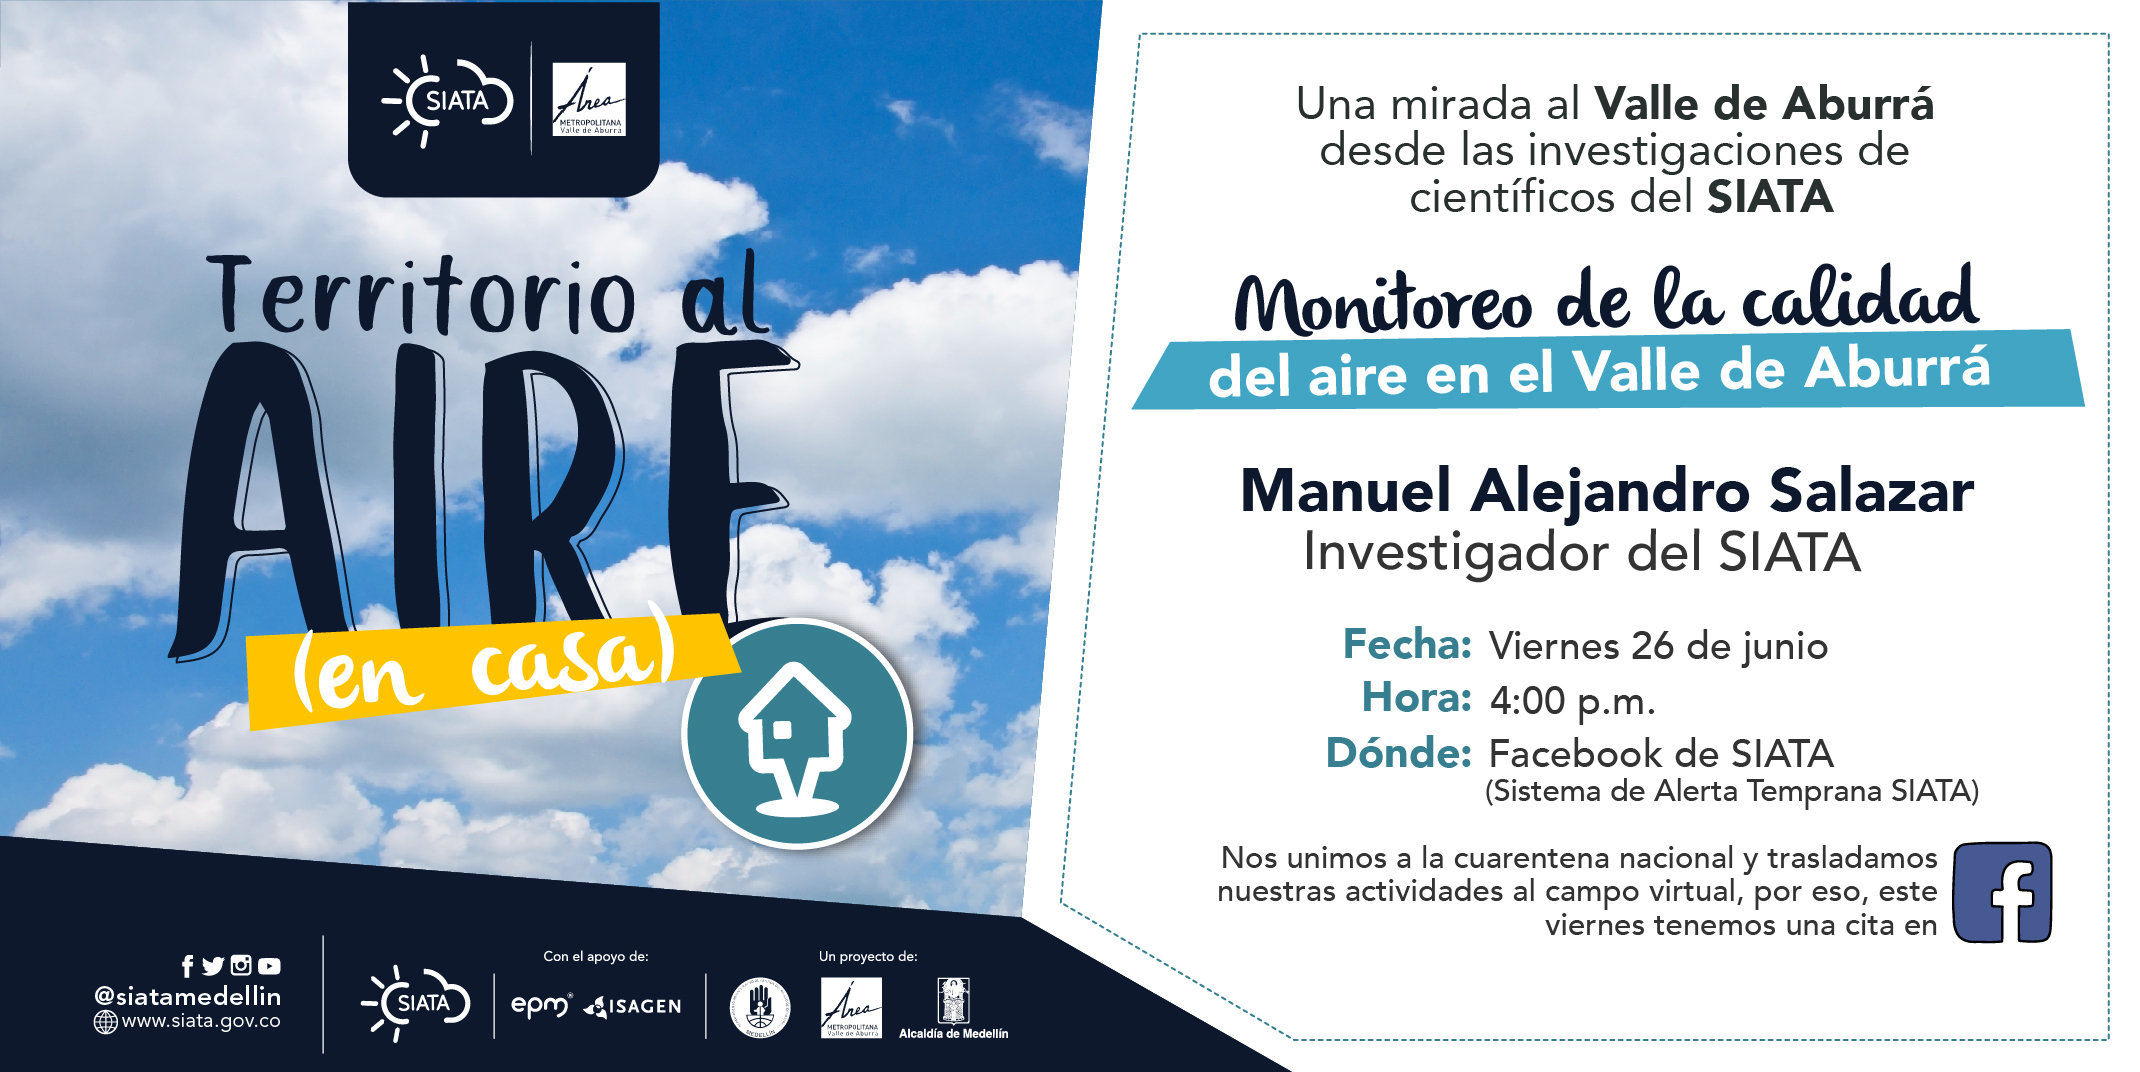 SIATA
Área
METROPOLITANA
Valle de Aburrá
Territorio al
AIRE
(en casa)
Una mirada al Valle de Aburrá
desde las investigaciones de
científicos del SIATA
Monitoreo de la calidad
del aire en el Valle de Aburrá
Manuel Alejandro Salazar
Investigador del SIATA
Fecha: Viernes 26 de junio
Hora: 4:00 p.m.
Dónde: Facebook de SIATA
(Sistema de Alerta Temprana SIATA)
Nos unimos a la cuarentena nacional y trasladamos
nuestras actividades al campo virtual, por eso, este
viernes tenemos una cita en
@siatamedellin
www.siata.gov.co
SIATA
Con el apoyo de:
epm®
ISAGEN
Un proyecto de:
MEDELLÍN
Área
METROPOLITANA
Valle de Aburrá
Alcaldía de Medellín